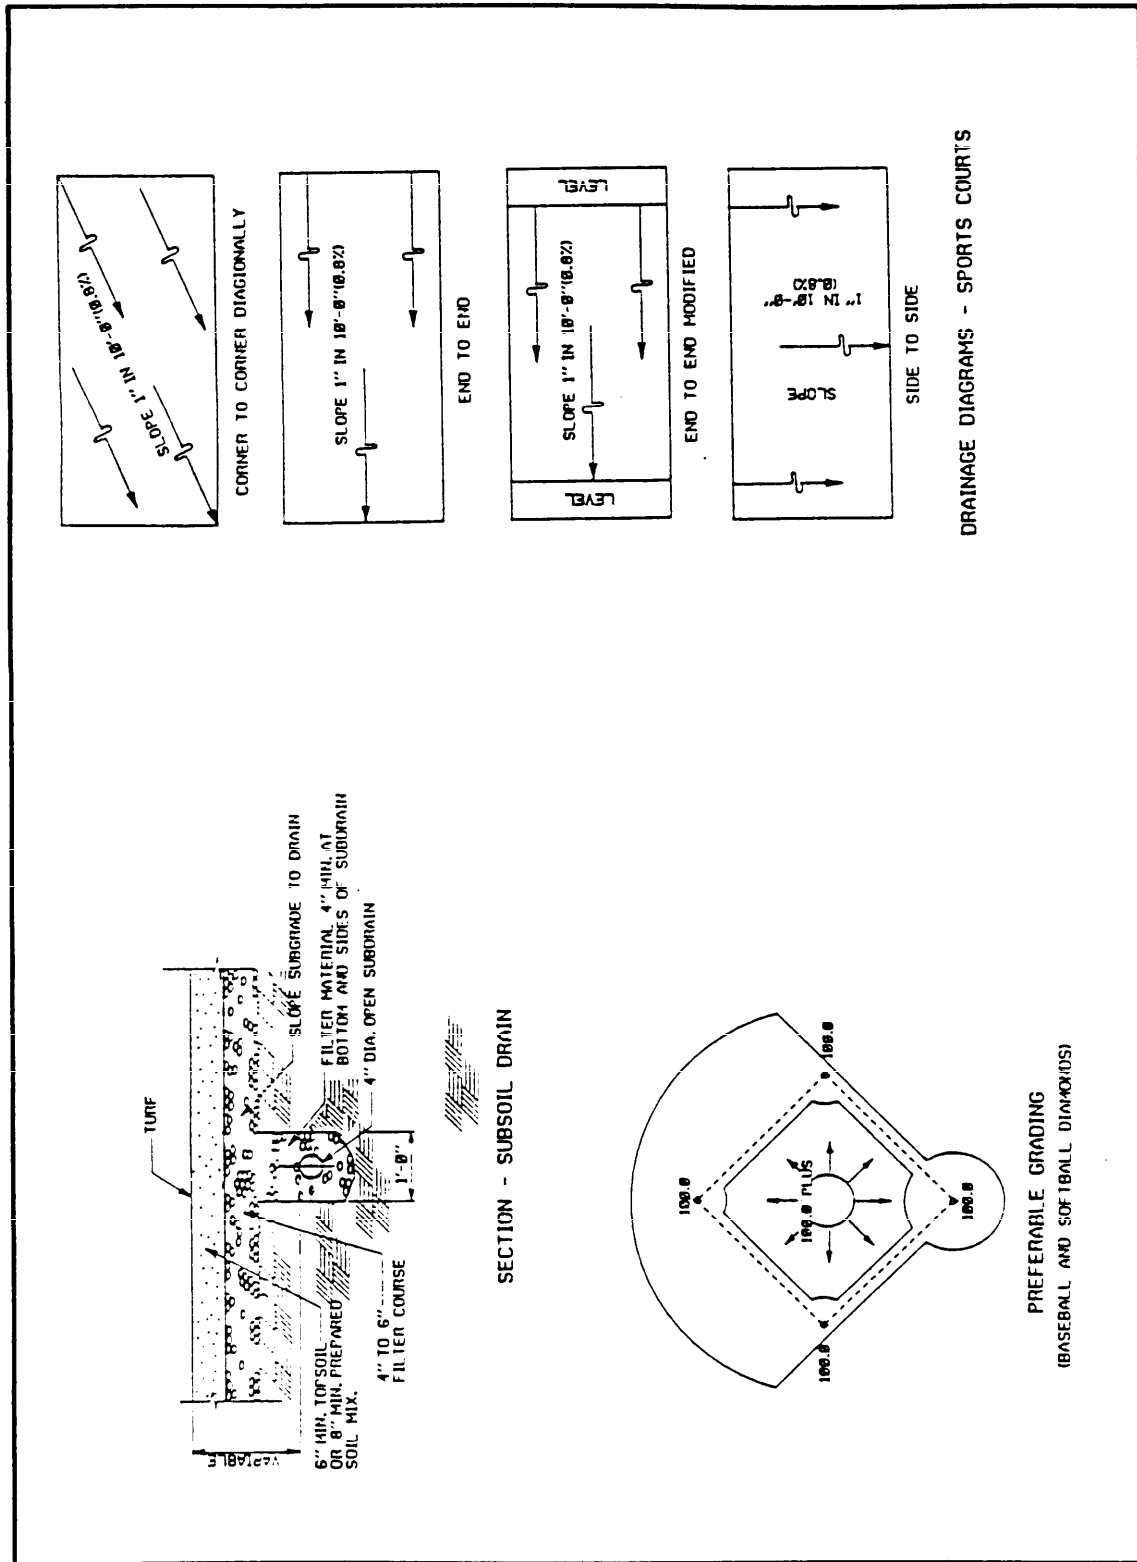 TURF
VARIABLE
6" MIN. TOPSOIL
OR 8" MIN. PREPARED
SOIL MIX.
4" TO 6"
FILTER COURSE
1'-0"
SLOPE SUBGRADE TO DRAIN
FILTER MATERIAL, 4" MIN. AT
BOTTOM AND SIDES OF SUBDRAIN
4" DIA. OPEN SUBDRAIN
SECTION - SUBSOIL DRAIN
SLOPE 1" IN 10'-0"(0.8%)
CORNER TO CORNER DIAGIONALLY
SLOPE 1" IN 10'-0"(0.8%)
END TO END
LEVEL
SLOPE 1" IN 10'-0"(0.8%)
LEVEL
END TO END MODIFIED
SLOPE
1" IN 10'-0"
(0.8%)
SIDE TO SIDE
DRAINAGE DIAGRAMS - SPORTS COURTS
100.0
100.0
100.0 PLUS
100.0
100.0
PREFERABLE GRADING
(BASEBALL AND SOFTBALL DIAMONDS)